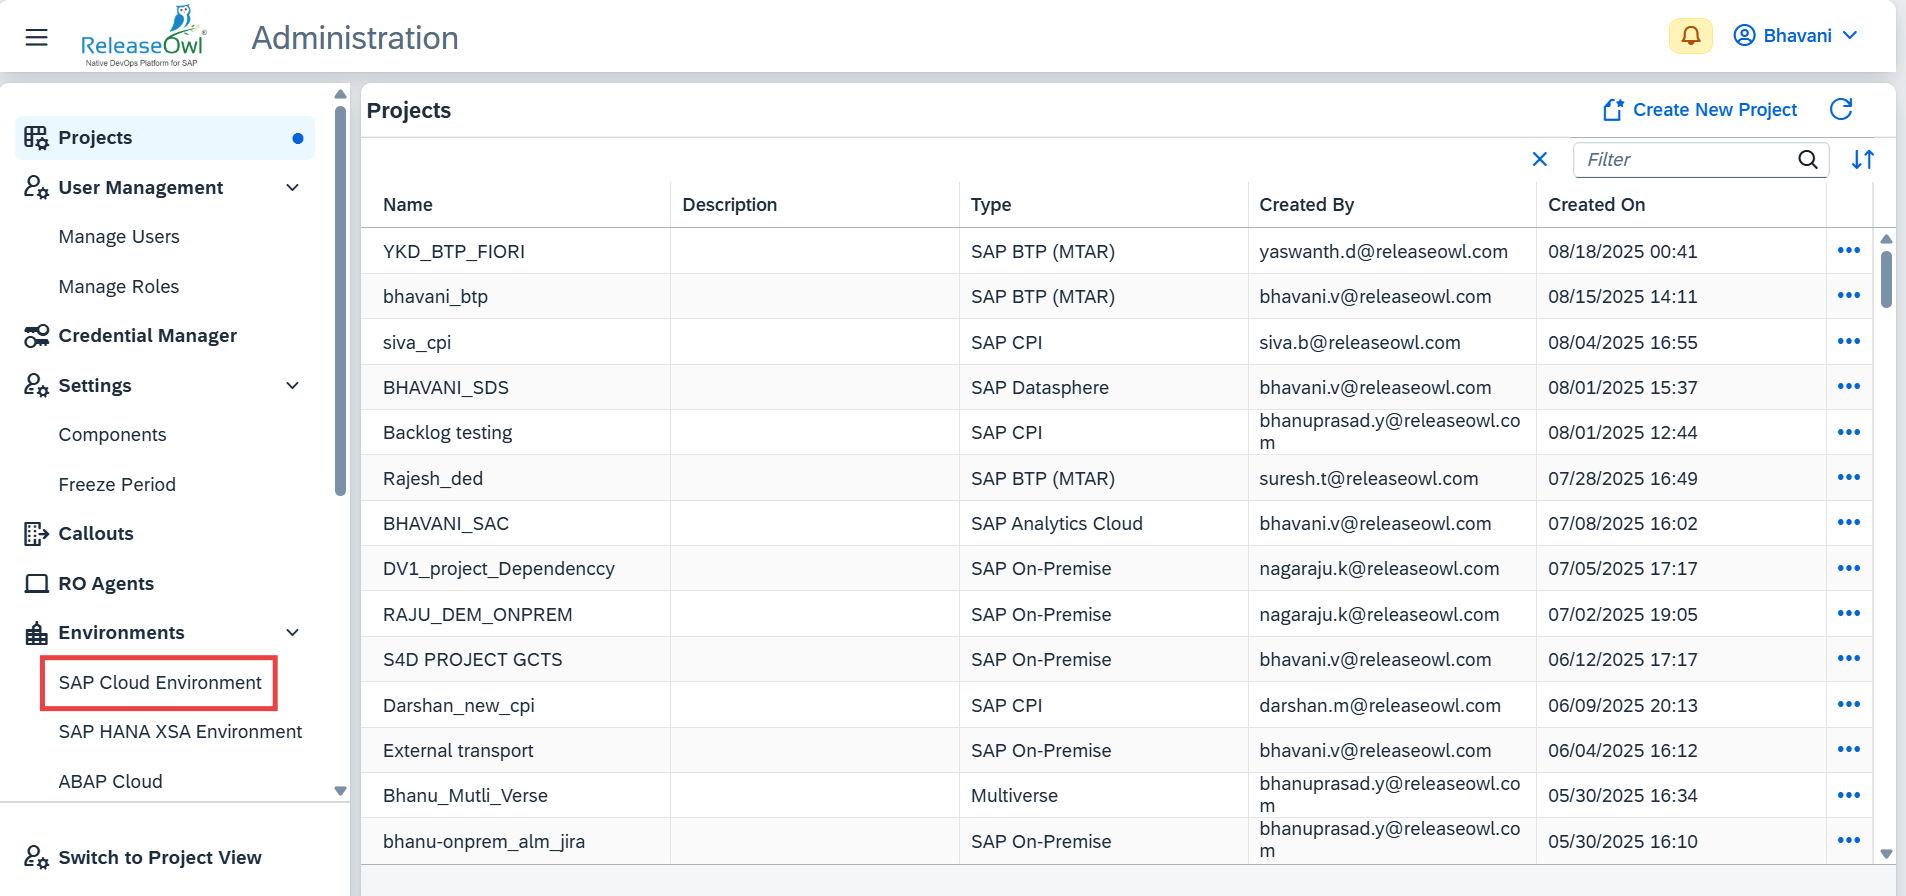 ReleaseOwl®
Native DevOps Platform for SAP
Administration
Bhavani
Projects
User Management
Manage Users
Manage Roles
Credential Manager
Settings
Components
Freeze Period
Callouts
RO Agents
Environments
SAP Cloud Environment
SAP HANA XSA Environment
ABAP Cloud
Switch to Project View
Projects
Create New Project
Filter
Name Description Type Created By Created On
YKD_BTP_FIORI SAP BTP (MTAR) yaswanth.d@releaseowl.com 08/18/2025 00:41
bhavani_btp SAP BTP (MTAR) bhavani.v@releaseowl.com 08/15/2025 14:11
siva_cpi SAP CPI siva.b@releaseowl.com 08/04/2025 16:55
BHAVANI_SDS SAP Datasphere bhavani.v@releaseowl.com 08/01/2025 15:37
Backlog testing SAP CPI bhanuprasad.y@releaseowl.co
m 08/01/2025 12:44
Rajesh_ded SAP BTP (MTAR) suresh.t@releaseowl.com 07/28/2025 16:49
BHAVANI_SAC SAP Analytics Cloud bhavani.v@releaseowl.com 07/08/2025 16:02
DV1_project_Dependenccy SAP On-Premise nagaraju.k@releaseowl.com 07/05/2025 17:17
RAJU_DEM_ONPREM SAP On-Premise nagaraju.k@releaseowl.com 07/02/2025 19:05
S4D PROJECT GCTS SAP On-Premise bhavani.v@releaseowl.com 06/12/2025 17:17
Darshan_new_cpi SAP CPI darshan.m@releaseowl.com 06/09/2025 20:13
External transport SAP On-Premise bhavani.v@releaseowl.com 06/04/2025 16:12
Bhanu_Mutli_Verse Multiverse bhanuprasad.y@releaseowl.co
m 05/30/2025 16:34
bhanu-onprem_alm_jira SAP On-Premise bhanuprasad.y@releaseowl.co
m 05/30/2025 16:10